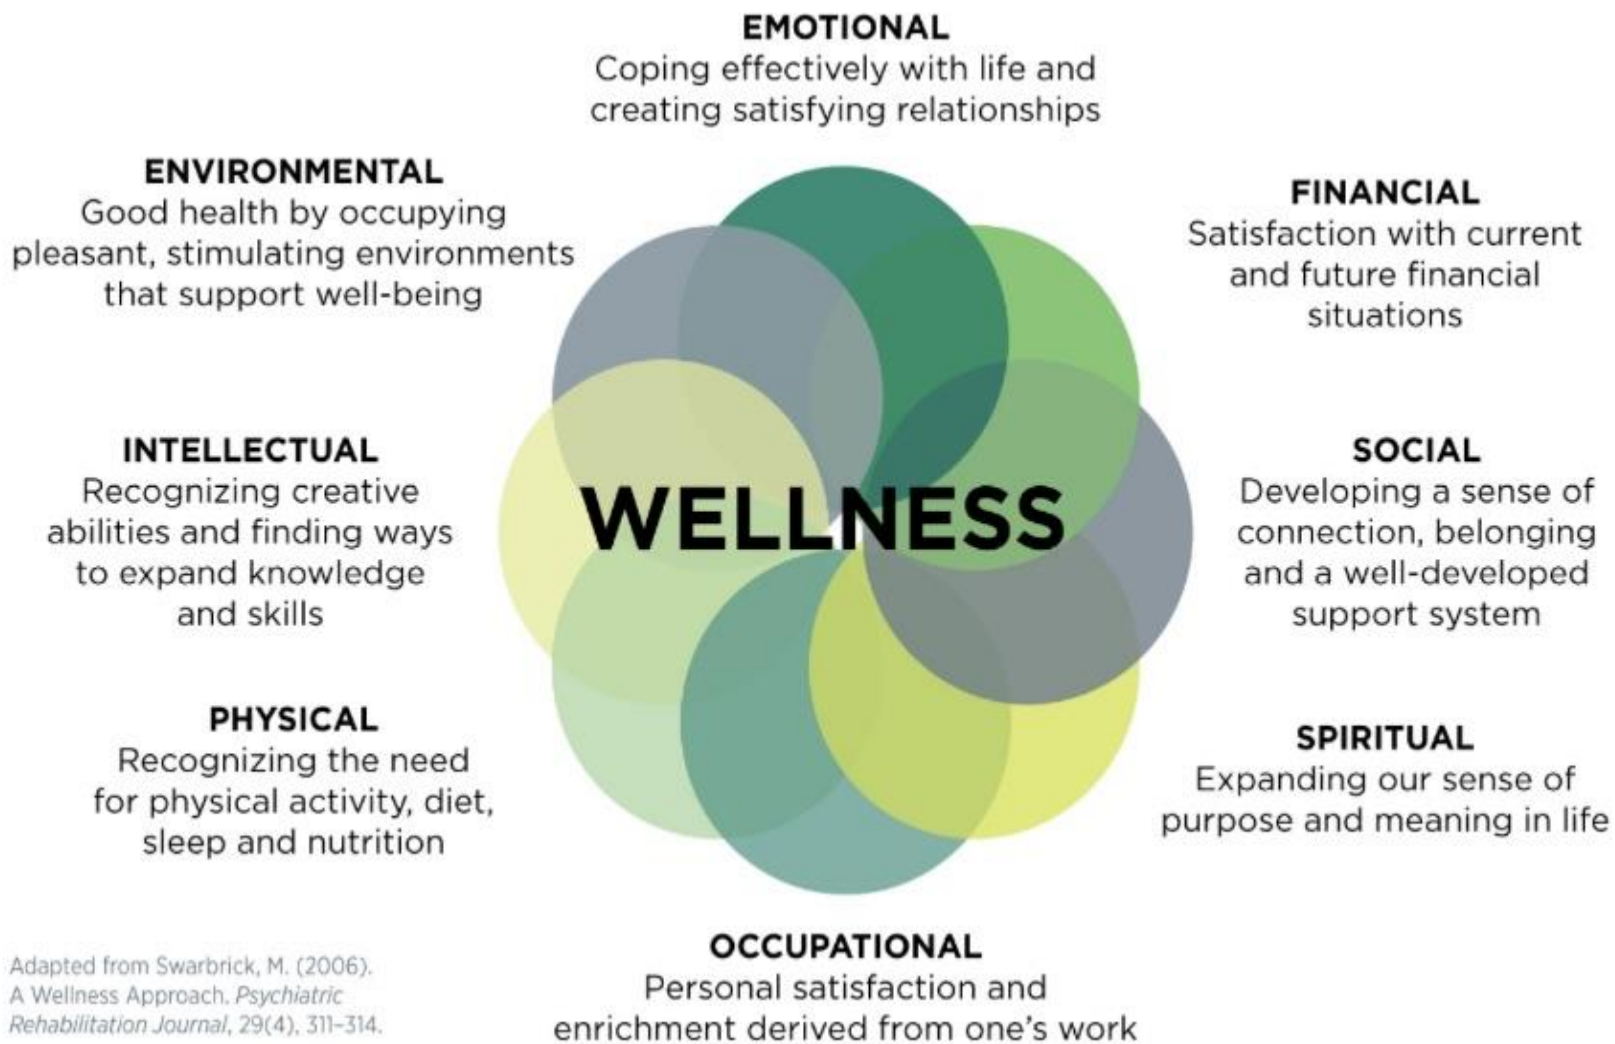 EMOTIONAL
Coping effectively with life and
creating satisfying relationships
FINANCIAL
Satisfaction with current
and future financial
situations
SOCIAL
Developing a sense of
connection, belonging
and a well-developed
support system
SPIRITUAL
Expanding our sense of
purpose and meaning in life
OCCUPATIONAL
Personal satisfaction and
enrichment derived from one's work
PHYSICAL
Recognizing the need
for physical activity, diet,
sleep and nutrition
INTELLECTUAL
Recognizing creative
abilities and finding ways
to expand knowledge
and skills
ENVIRONMENTAL
Good health by occupying
pleasant, stimulating environments
that support well-being
WELLNESS
Adapted from Swarbrick, M. (2006).
A Wellness Approach. Psychiatric
Rehabilitation Journal, 29(4), 311–314.